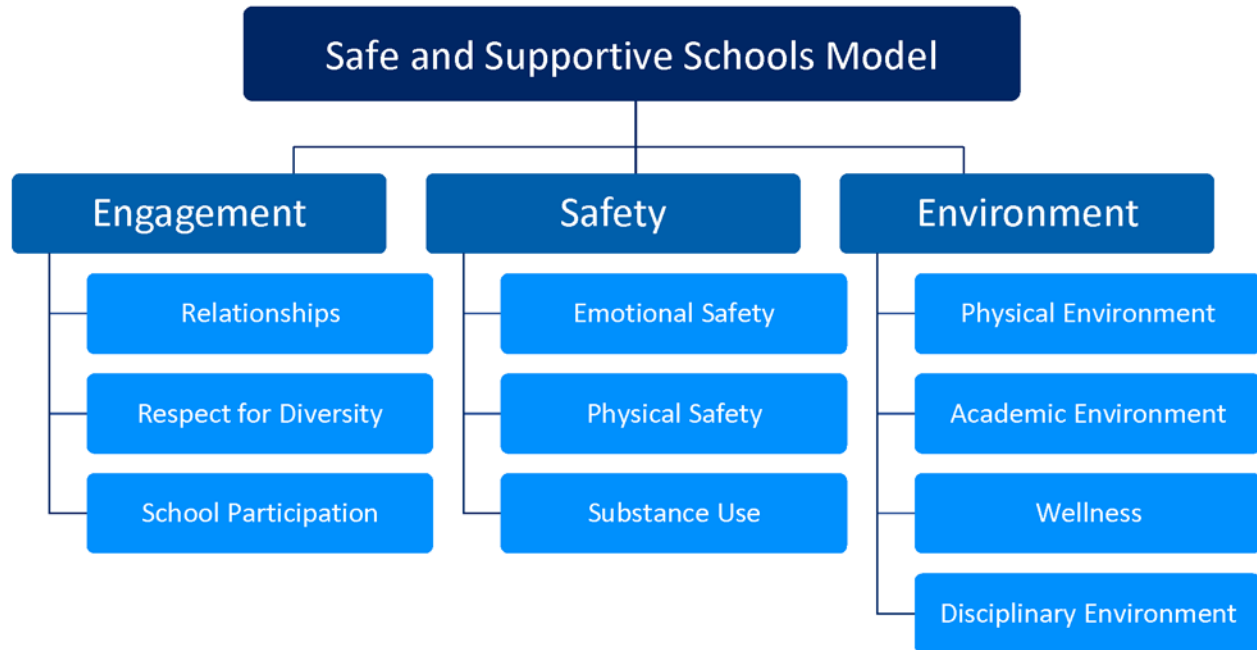 Safe and Supportive Schools Model
Engagement
Relationships
Respect for Diversity
School Participation
Safety
Emotional Safety
Physical Safety
Substance Use
Environment
Physical Environment
Academic Environment
Wellness
Disciplinary Environment